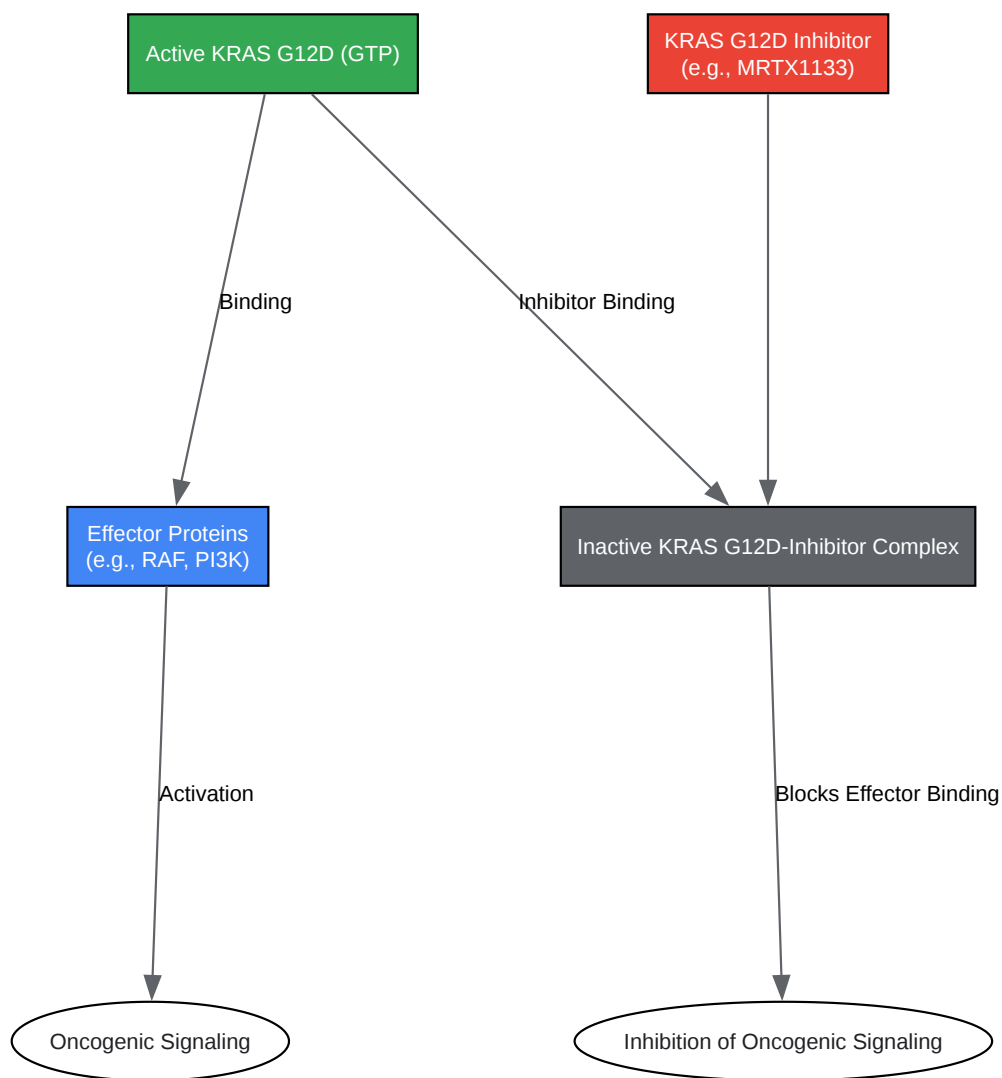 Active KRAS G12D (GTP)
KRAS G12D Inhibitor
(e.g., MRTX1133)
Binding
Inhibitor Binding
Effector Proteins
(e.g., RAF, PI3K)
Inactive KRAS G12D-Inhibitor Complex
Activation
Blocks Effector Binding
Oncogenic Signaling
Inhibition of Oncogenic Signaling